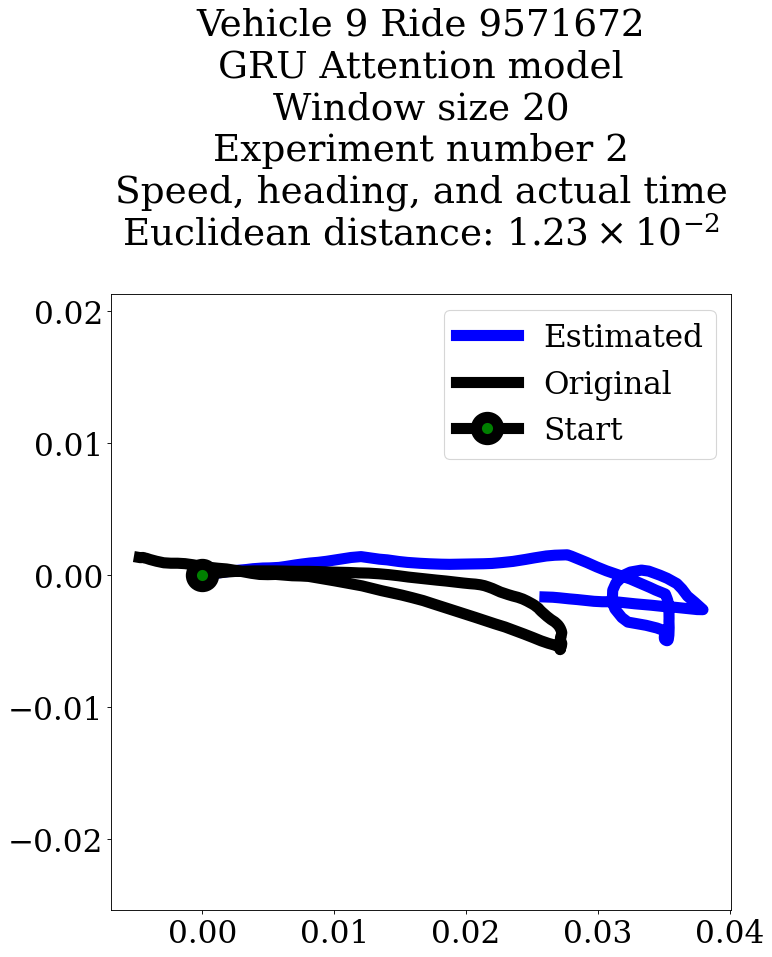 Vehicle 9 Ride 9571672
GRU Attention model
Window size 20
Experiment number 2
Speed, heading, and actual time
Euclidean distance: 1.23 × 10⁻²
Estimated
Original
Start
0.02
0.01
0.00
−0.01
−0.02
0.00 0.01 0.02 0.03 0.04